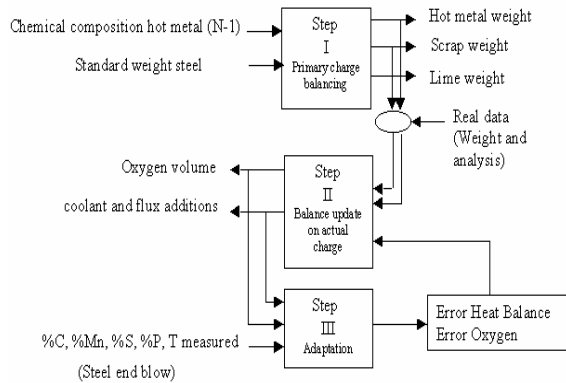 Chemical composition hot metal (N-1)
Standard weight steel
Step
I
Primary charge
balancing
Hot metal weight
Scrap weight
Lime weight
Real data
(Weight and
analysis)
Oxygen volume
coolant and flux additions
Step
II
Balance update
on actual
charge
%C, %Mn, %S, %P, T measured
(Steel end blow)
Step
III
Adaptation
Error Heat Balance
Error Oxygen